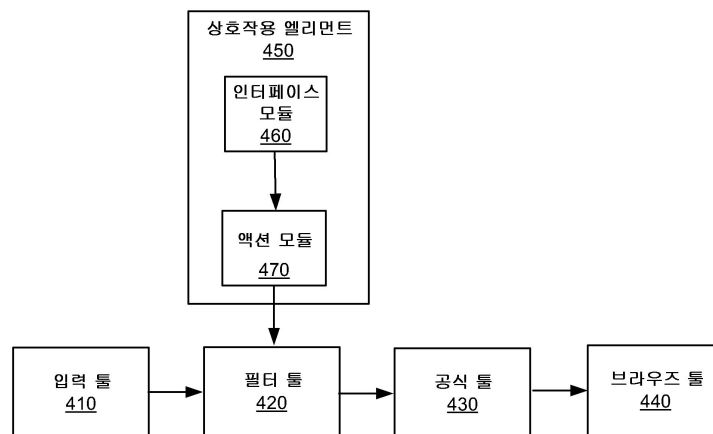 상호작용 엘리먼트
450
인터페이스
모듈
460
액션 모듈
470
입력 툴
410
필터 툴
420
공식 툴
430
브라우즈 툴
440